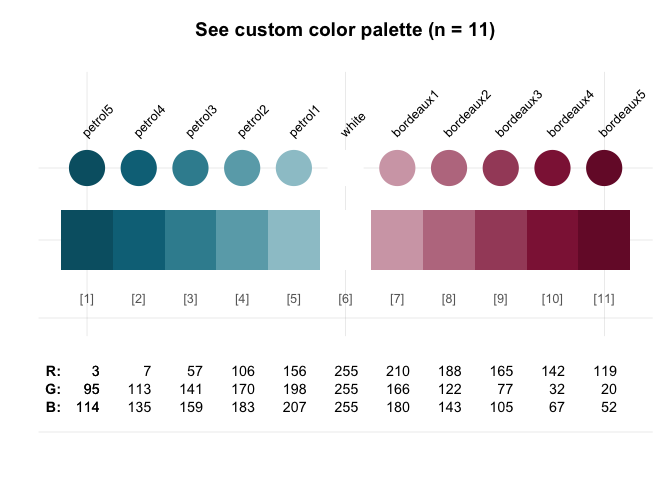 See custom color palette (n = 11)
petrol5 petrol4 petrol3 petrol2 petrol1 white bordeaux1 bordeaux2 bordeaux3 bordeaux4 bordeaux5
[1] [2] [3] [4] [5] [6] [7] [8] [9] [10] [11]
R: 3 7 57 106 156 255 210 188 165 142 119
G: 95 113 141 170 198 255 166 122 77 32 20
B: 114 135 159 183 207 255 180 143 105 67 52